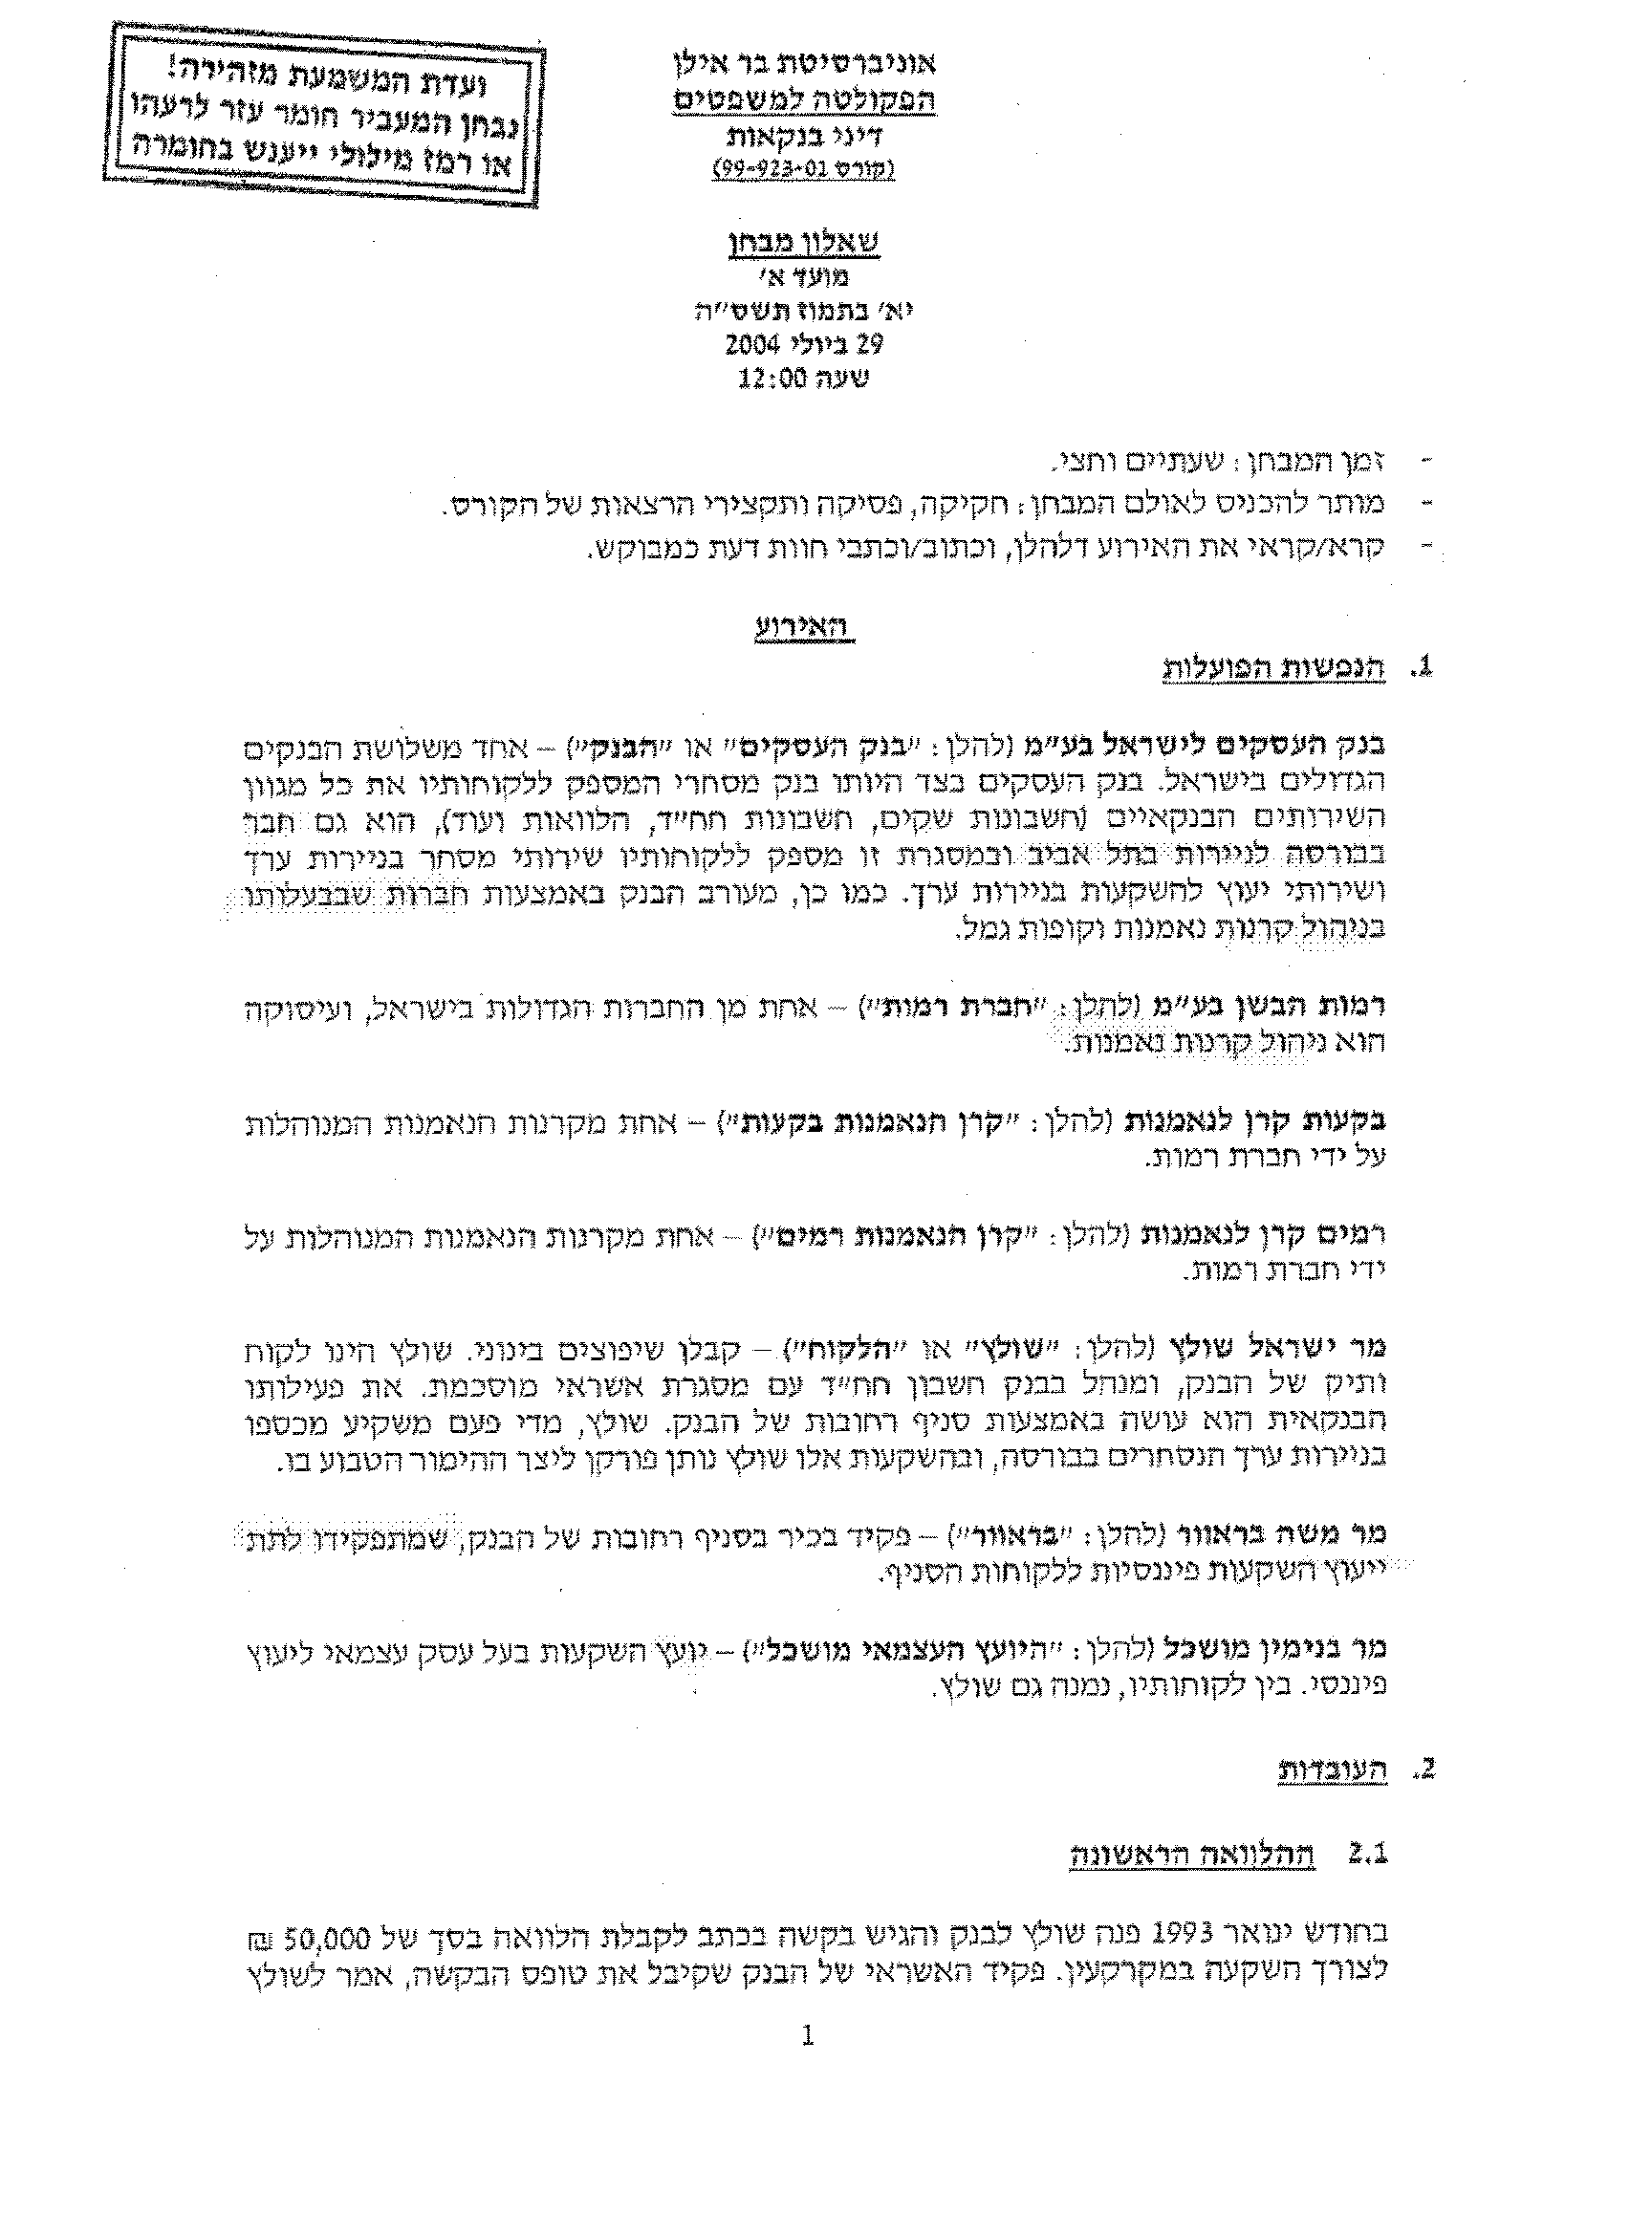 ועדת המשמעת מזהירה!
נבחן המעביר חומר עזר לרעהו
או רמז מילולי ייענש בחומרה
אוניברסיטת בר אילן
הפקולטה למשפטים
דיני בנקאות
(קורס 99-923-01)
שאלון מבחן
מועד א'
יא' בתמוז תשס"ה
29 ביולי 2004
שעה 12:00
- זמן המבחן: שעתיים וחצי.
- מותר להכניס לאולם המבחן: חקיקה, פסיקה ותקצירי הרצאות של הקורס.
- קרא/קראי את האירוע דלהלן, וכתוב/וכתבי חוות דעת כמבוקש.
האירוע
1. הנפשות הפועלות
בנק העסקים לישראל בע"מ (להלן: "בנק העסקים" או "הבנק") – אחד משלושת הבנקים
הגדולים בישראל. בנק העסקים בצד היותו בנק מסחרי המספק ללקוחותיו את כל מגוון
השירותים הבנקאיים (חשבונות שקים, חשבונות חח"ד, הלוואות ועוד), הוא גם חבר
בבורסה לניירות בתל אביב ובמסגרת זו מספק ללקוחותיו שירותי מסחר בניירות ערך
ושירותי יעוץ להשקעות בניירות ערך. כמו כן, מעורב הבנק באמצעות חברות שבבעלותו
בניהול קרנות נאמנות וקופות גמל.
רמות הבשן בע"מ (להלן: "חברת רמות") – אחת מן החברות הגדולות בישראל, ועיסוקה
הוא ניהול קרנות נאמנות.
בקעות קרן לנאמנות (להלן: "קרן הנאמנות בקעות") – אחת מקרנות הנאמנות המנוהלות
על ידי חברת רמות.
רמים קרן לנאמנות (להלן: "קרן הנאמנות רמים") – אחת מקרנות הנאמנות המנוהלות על
ידי חברת רמות.
מר ישראל שולץ (להלן: "שולץ" או "הלקוח") – קבלן שיפוצים בינוני. שולץ הינו לקוח
ותיק של הבנק, ומנהל בבנק חשבון חח"ד עם מסגרת אשראי מוסכמת. את פעילותו
הבנקאית הוא עושה באמצעות סניף רחובות של הבנק. שולץ, מדי פעם משקיע מכספו
בניירות ערך הנסחרים בבורסה, ובהשקעות אלו שולץ נותן פורקן ליצר ההימור הטבוע בו.
מר משה בראוור (להלן: "בראוור") – פקיד בכיר בסניף רחובות של הבנק, שמתפקידו לתת
ייעוץ השקעות פיננסיות ללקוחות הסניף.
מר בנימין מושכל (להלן: "היועץ העצמאי מושכל") – יועץ השקעות בעל עסק עצמאי ליעוץ
פיננסי. בין לקוחותיו, נמנה גם שולץ.
2. העובדות
2.1 ההלוואה הראשונה
בחודש ינואר 1993 פנה שולץ לבנק והגיש בקשה בכתב לקבלת הלוואה בסך של 50,000 ₪
לצורך השקעה במקרקעין. פקיד האשראי של הבנק שקיבל את טופס הבקשה, אמר לשולץ
1